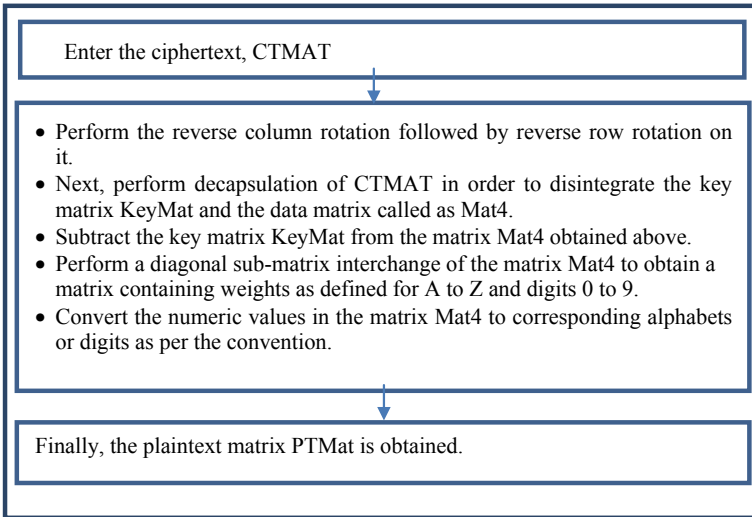 Enter the ciphertext, CTMAT
• Perform the reverse column rotation followed by reverse row rotation on
it.
• Next, perform decapsulation of CTMAT in order to disintegrate the key
matrix KeyMat and the data matrix called as Mat4.
• Subtract the key matrix KeyMat from the matrix Mat4 obtained above.
• Perform a diagonal sub-matrix interchange of the matrix Mat4 to obtain a
matrix containing weights as defined for A to Z and digits 0 to 9.
• Convert the numeric values in the matrix Mat4 to corresponding alphabets
or digits as per the convention.
Finally, the plaintext matrix PTMat is obtained.